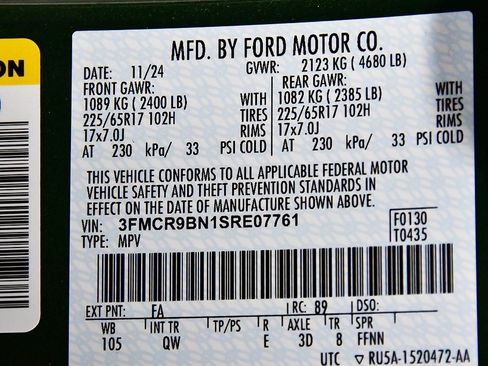 ON
MFD. BY FORD MOTOR CO.
DATE: 11/24 GVWR: 2123 KG ( 4680 LB)
FRONT GAWR: REAR GAWR:
1089 KG ( 2400 LB) WITH 1082 KG ( 2385 LB) WITH
225/65R17 102H TIRES 225/65R17 102H TIRES
17x7.0J RIMS 17x7.0J RIMS
AT 230 kPa/ 33 PSI COLD AT 230 kPa/ 33 PSI COLD
THIS VEHICLE CONFORMS TO ALL APPLICABLE FEDERAL MOTOR
VEHICLE SAFETY AND THEFT PREVENTION STANDARDS IN
EFFECT ON THE DATE OF MANUFACTURE SHOWN ABOVE.
VIN: 3FMCR9BN1SRE07761 F0130
TYPE: MPV T0435
EXT PNT: FA RC: 89 DSO:
WB INT TR TP/PS R AXLE TR SPR
105 QW E 3D 8 FFNN
UTC ▽ RU5A-1520472-AA